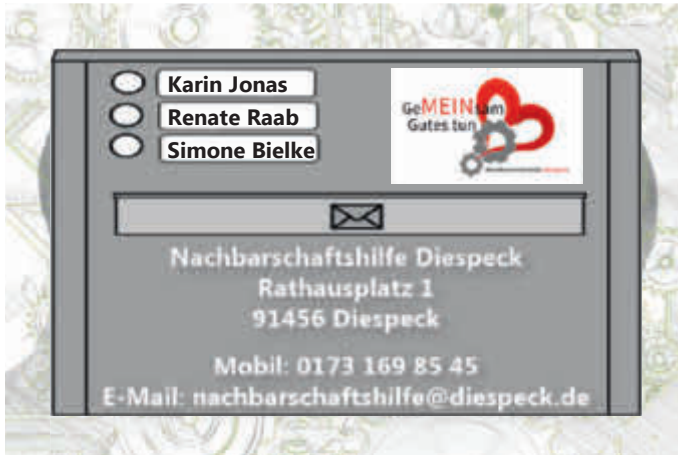 Karin Jonas
Renate Raab
Simone Bielke
GeMEINsam
Gutes tun
Nachbarschaftshilfe Diespeck
Rathausplatz 1
91456 Diespeck
Mobil: 0173 169 85 45
E-Mail: nachbarschaftshilfe@diespeck.de